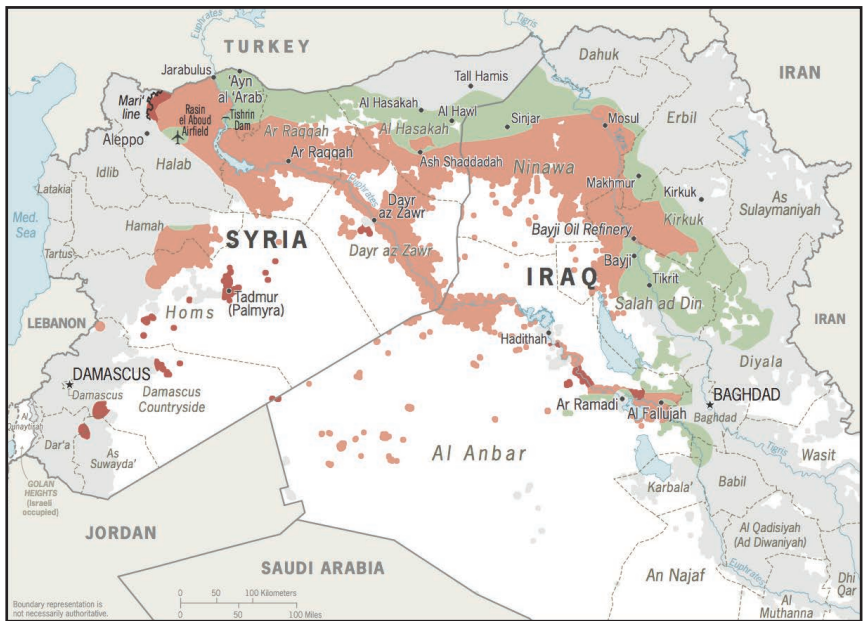 Euphrates
Tigris
TURKEY
Dahuk
IRAN
Jarabulus
'Ayn
al 'Arab
Tall Hamis
Mari'
line
Rasin
el Aboud
Airfield
Tishrin
Dam
Al Hasakah
Al Hawl
Sinjar
Mosul
Erbil
Aleppo
Ar Raqqah
Al Hasakah
Halab
Ar Raqqah
Ash Shaddadah
Ninawa
Idlib
Makhmur
Kirkuk
As
Sulaymaniyah
Latakia
Euphrates
Dayr
az Zawr
Kirkuk
Med.
Sea
Hamah
SYRIA
Dayr az Zawr
Bayji Oil Refinery
Tartus
Bayji
IRAQ
Tikrit
Tadmur
(Palmyra)
Salah ad Din
Homs
LEBANON
Hadithah
IRAN
Diyala
DAMASCUS
Damascus
Damascus
Countryside
Ar Ramadi
Al Fallujah
BAGHDAD
Baghdad
Al
Qunaytirah
Dar'a
As
Suwayda'
Al Anbar
Tigris
Wasit
GOLAN
HEIGHTS
(Israeli
occupied)
Karbala'
Babil
JORDAN
Al Qadisiyah
(Ad Diwaniyah)
SAUDI ARABIA
An Najaf
Euphrates
Dhi
Qar
Al
Muthanna
Boundary representation is
not necessarily authoritative.
0 50 100 Kilometers
0 50 100 Miles